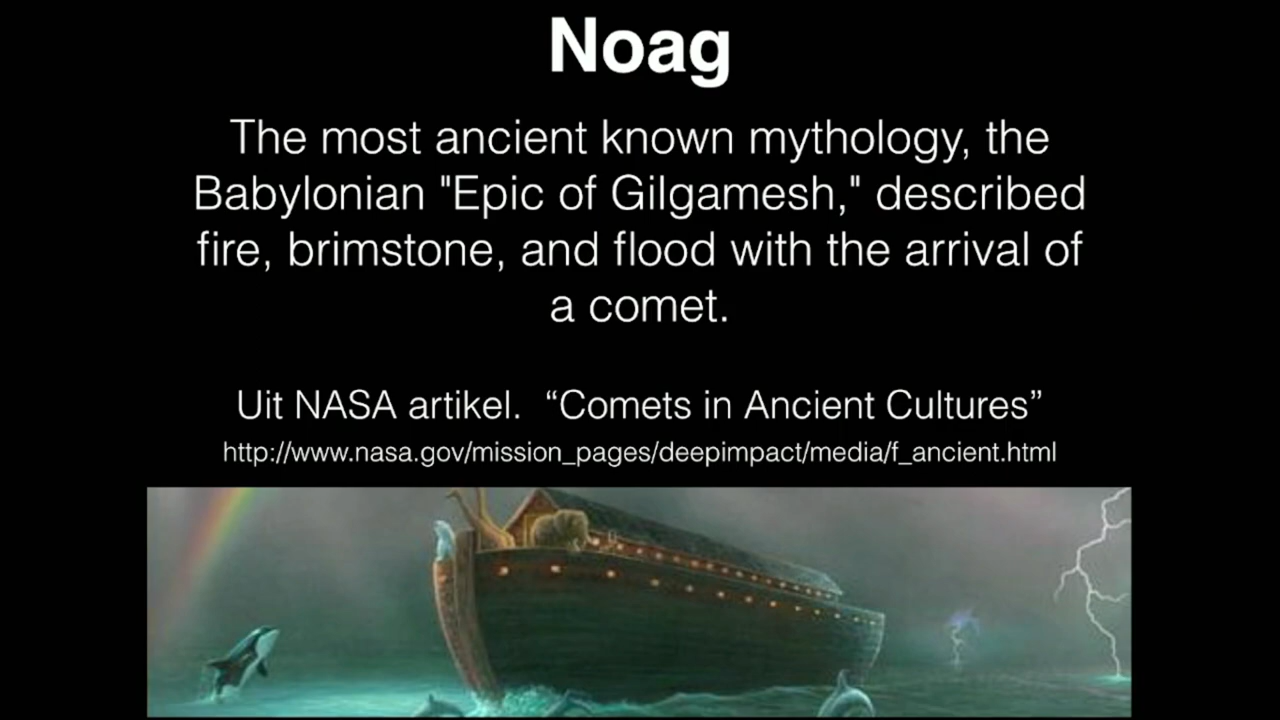 Noag
The most ancient known mythology, the
Babylonian "Epic of Gilgamesh," described
fire, brimstone, and flood with the arrival of
a comet.
Uit NASA artikel. “Comets in Ancient Cultures”
http://www.nasa.gov/mission_pages/deepimpact/media/f_ancient.html